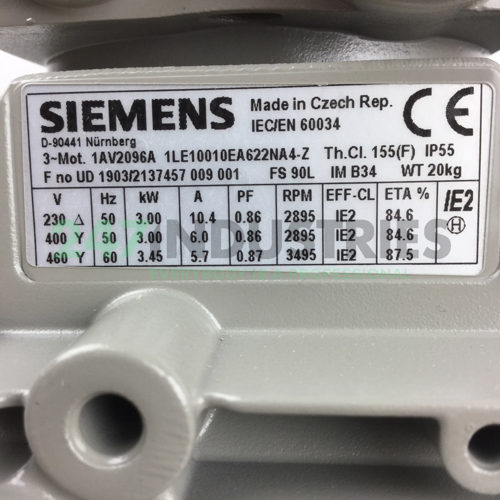 SIEMENS Made in Czech Rep. CE
D-90441 Nürnberg IEC/EN 60034
3~Mot. 1AV2096A 1LE10010EA622NA4-Z Th.Cl. 155(F) IP55
F no UD 1903/2137457 009 001 FS 90L IM B34 WT 20kg
V Hz kW A PF RPM EFF-CL ETA % IE2
230 Δ 50 3.00 10.4 0.86 2895 IE2 84.6
400 Y 50 3.00 6.0 0.86 2895 IE2 84.6 H
460 Y 60 3.45 5.7 0.87 3495 IE2 87.5
INDUSTRIES